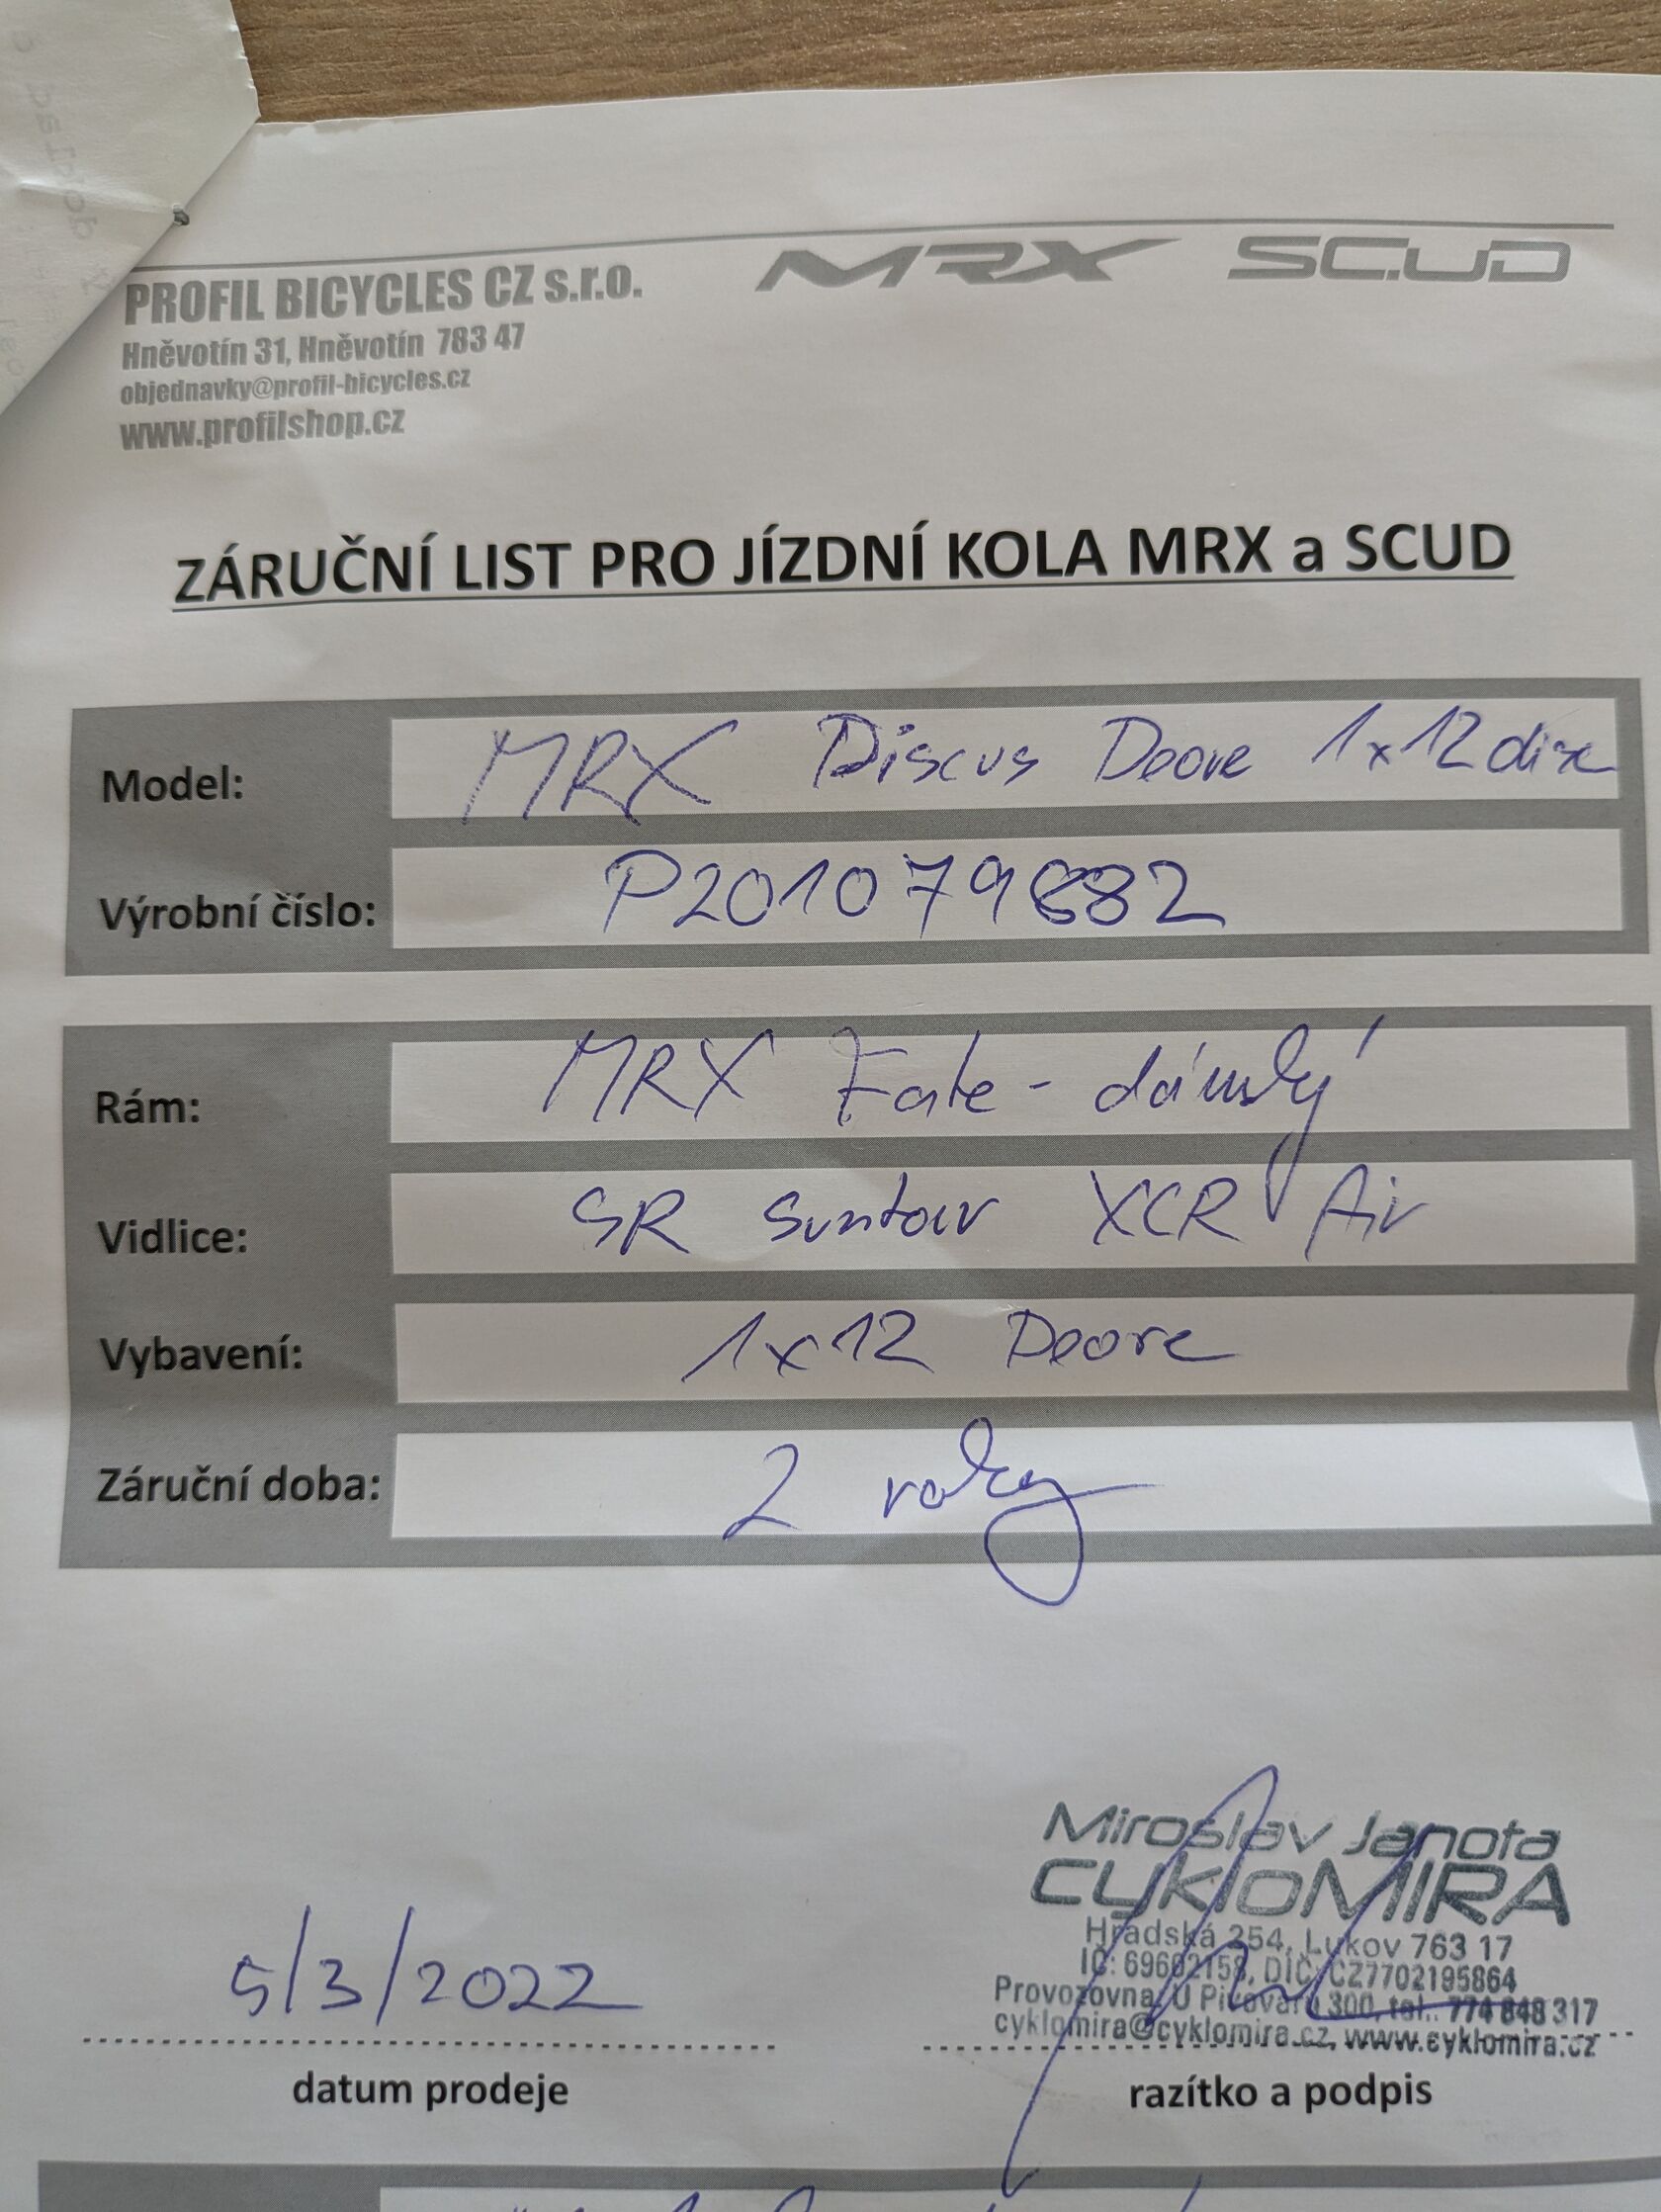 MRX SCUD
PROFIL BICYCLES CZ s.r.o.
Hněvotín 31, Hněvotín 783 47
objednavky@profil-bicycles.cz
www.profilshop.cz
ZÁRUČNÍ LIST PRO JÍZDNÍ KOLA MRX a SCUD
Model: MRX Discus Deore 1x12 disc
Výrobní číslo: P201079882
Rám: MRX Fate - dámský
Vidlice: SR Suntour XCR Air
Vybavení: 1x12 Deore
Záruční doba: 2 roky
Miroslav Janota
CYKLOMIRA
Hradská 254, Lukov 763 17
IČ: 69602158, DIČ: CZ7702195864
Provozovna: U Pivovaru 300, tel.: 774 848 317
cyklomira@cyklomira.cz, www.cyklomira.cz
5/3/2022
datum prodeje
razítko a podpis